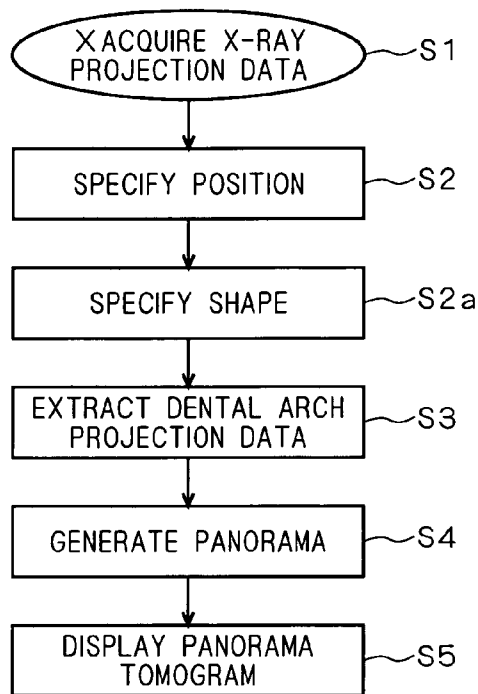 XACQUIRE X-RAY
PROJECTION DATA
S1
SPECIFY POSITION
S2
SPECIFY SHAPE
S2a
EXTRACT DENTAL ARCH
PROJECTION DATA
S3
GENERATE PANORAMA
S4
DISPLAY PANORAMA
TOMOGRAM
S5